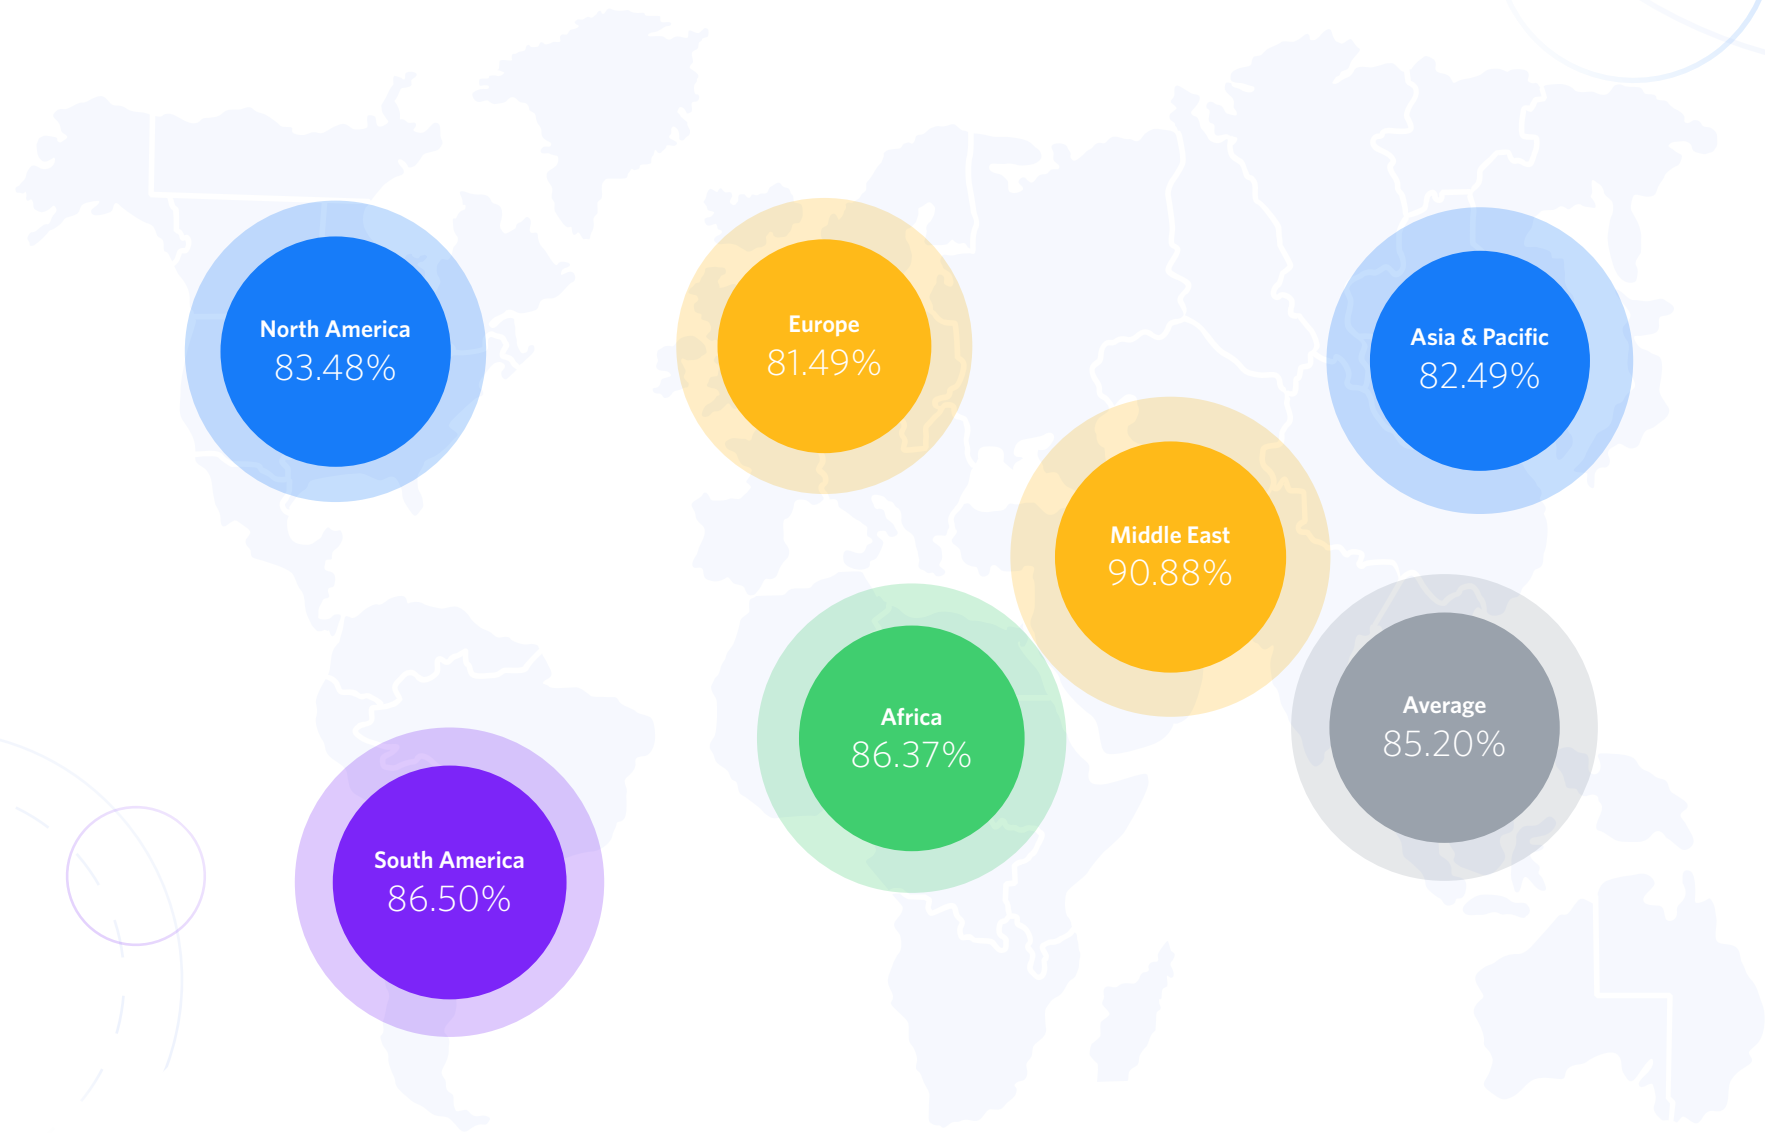 North America
83.48%
Europe
81.49%
Asia & Pacific
82.49%
Middle East
90.88%
Africa
86.37%
Average
85.20%
South America
86.50%